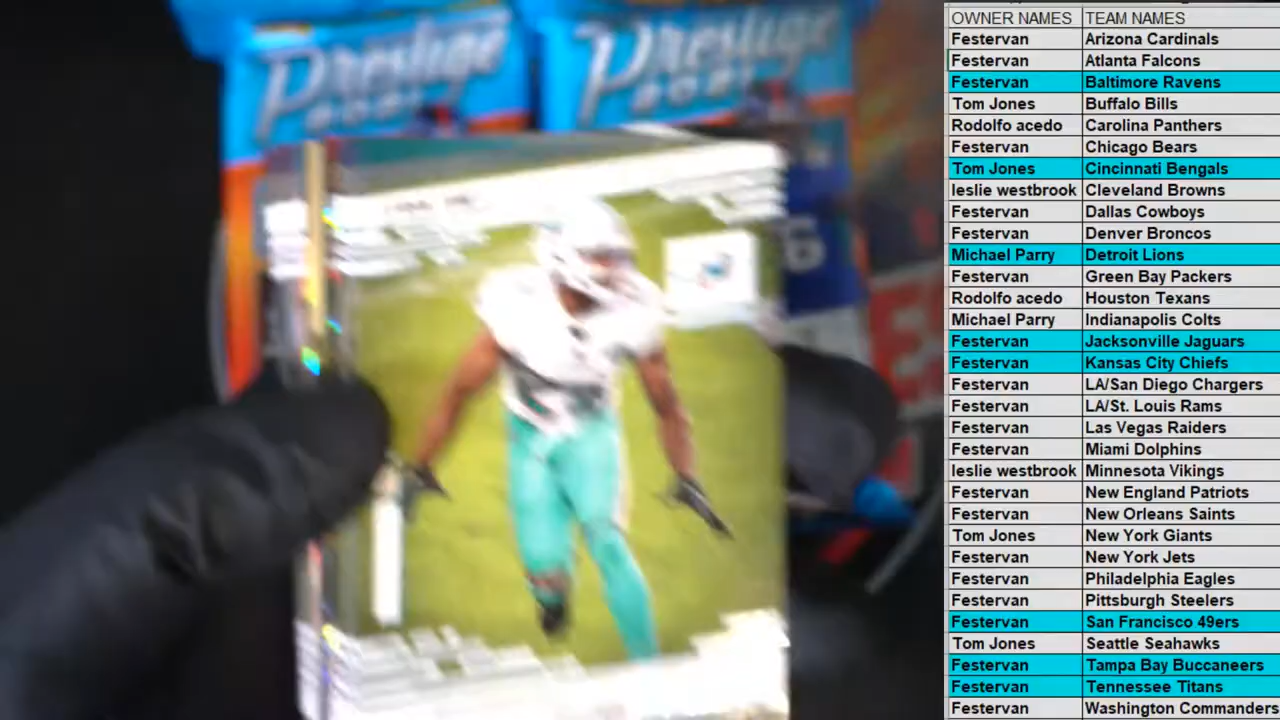 Prestige
Prestige
OWNER NAMES TEAM NAMES
Festervan Arizona Cardinals
Festervan Atlanta Falcons
Festervan Baltimore Ravens
Tom Jones Buffalo Bills
Rodolfo acedo Carolina Panthers
Festervan Chicago Bears
Tom Jones Cincinnati Bengals
leslie westbrook Cleveland Browns
Festervan Dallas Cowboys
Festervan Denver Broncos
Michael Parry Detroit Lions
Festervan Green Bay Packers
Rodolfo acedo Houston Texans
Michael Parry Indianapolis Colts
Festervan Jacksonville Jaguars
Festervan Kansas City Chiefs
Festervan LA/San Diego Chargers
Festervan LA/St. Louis Rams
Festervan Las Vegas Raiders
Festervan Miami Dolphins
leslie westbrook Minnesota Vikings
Festervan New England Patriots
Festervan New Orleans Saints
Tom Jones New York Giants
Festervan New York Jets
Festervan Philadelphia Eagles
Festervan Pittsburgh Steelers
Festervan San Francisco 49ers
Tom Jones Seattle Seahawks
Festervan Tampa Bay Buccaneers
Festervan Tennessee Titans
Festervan Washington Commanders